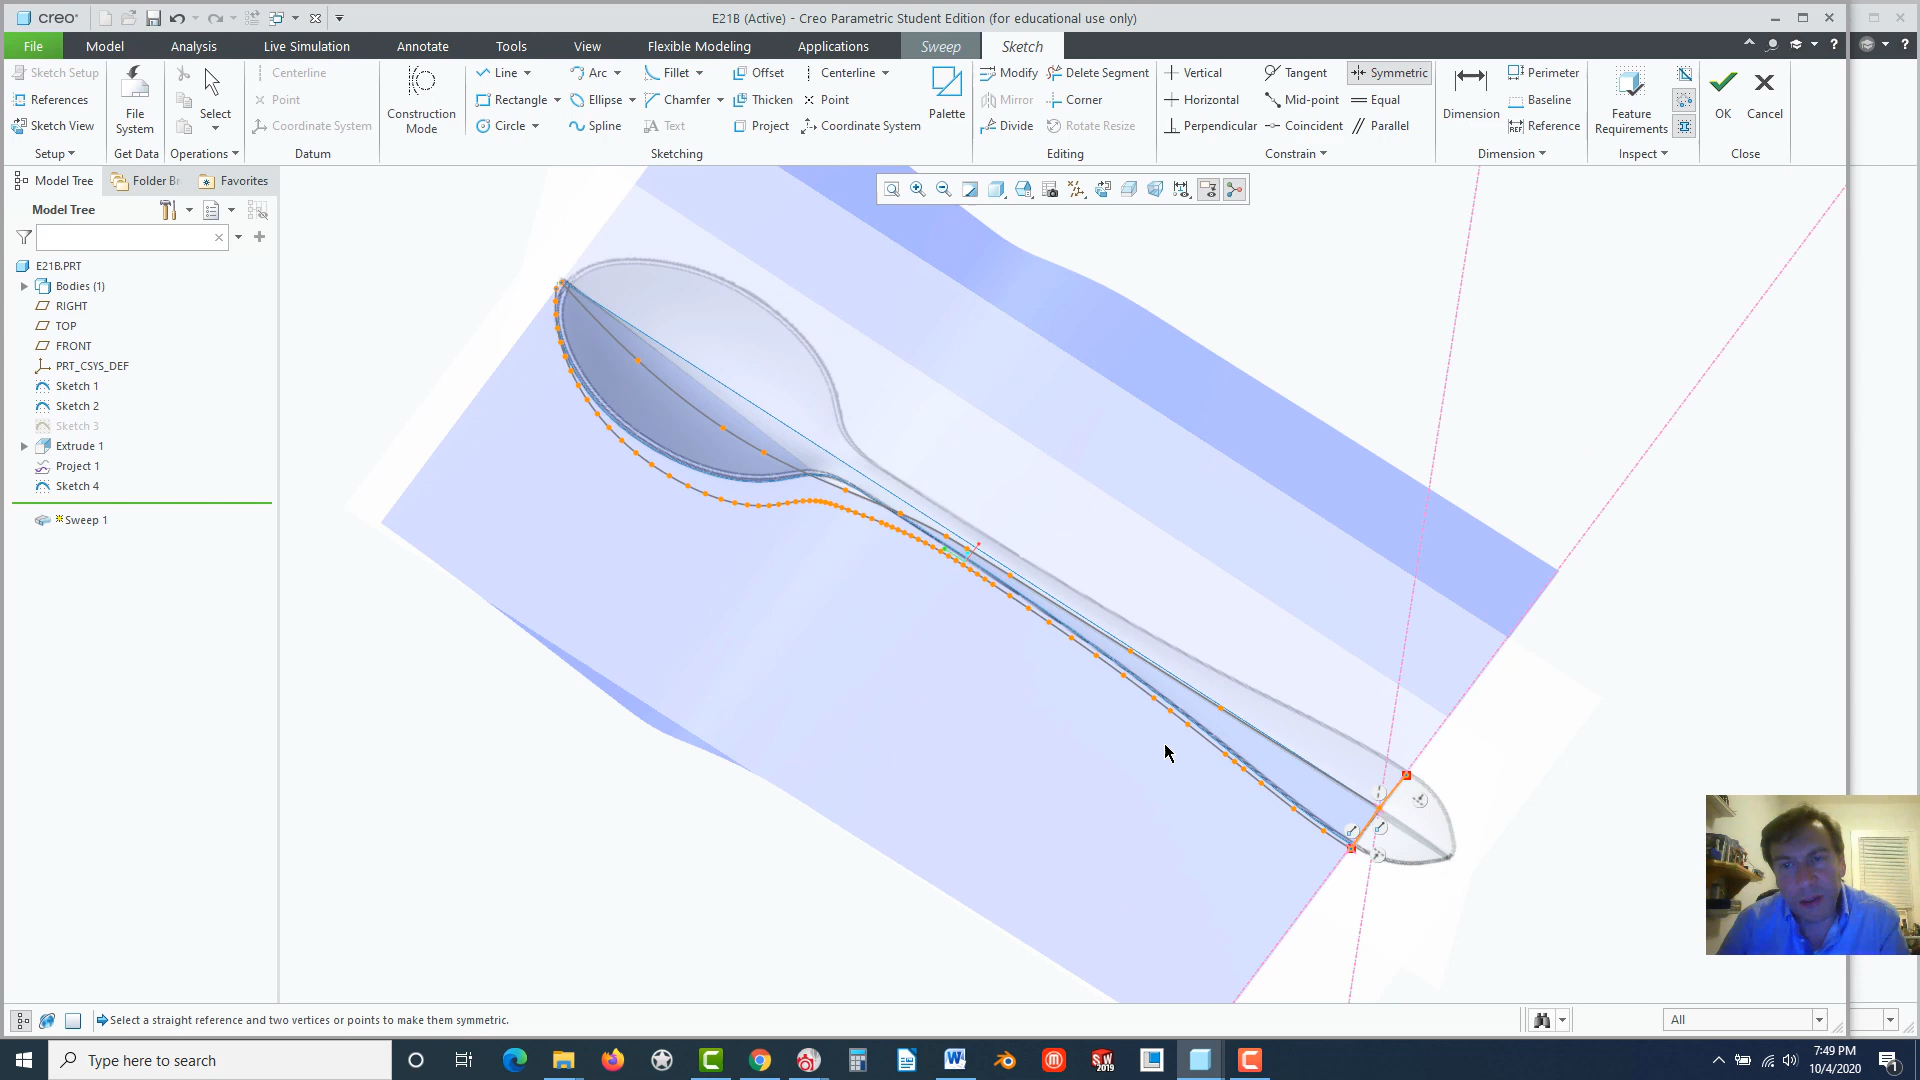 creo
E21B (Active) - Creo Parametric Student Edition (for educational use only)
File Model Analysis Live Simulation Annotate Tools View Flexible Modeling Applications Sweep Sketch
Sketch Setup
References
Sketch View
Setup
File System
Get Data
Select
Operations
Centerline
Point
Coordinate System
Datum
Construction Mode
Line Arc Fillet Offset Centerline
Rectangle Ellipse Chamfer Thicken Point
Circle Spline Text Project Coordinate System
Palette
Sketching
Modify Delete Segment
Mirror Corner
Divide Rotate Resize
Editing
Vertical Tangent Symmetric
Horizontal Mid-point Equal
Perpendicular Coincident Parallel
Constrain
Dimension
Perimeter
Baseline
REF Reference
Dimension
Feature Requirements
Inspect
OK
Cancel
Close
Model Tree Folder Br Favorites
Model Tree
E21B.PRT
Bodies (1)
RIGHT
TOP
FRONT
PRT_CSYS_DEF
Sketch 1
Sketch 2
Sketch 3
Extrude 1
Project 1
Sketch 4
Sweep 1
Select a straight reference and two vertices or points to make them symmetric.
All
Type here to search
SW
2019
7:49 PM
10/4/2020
1